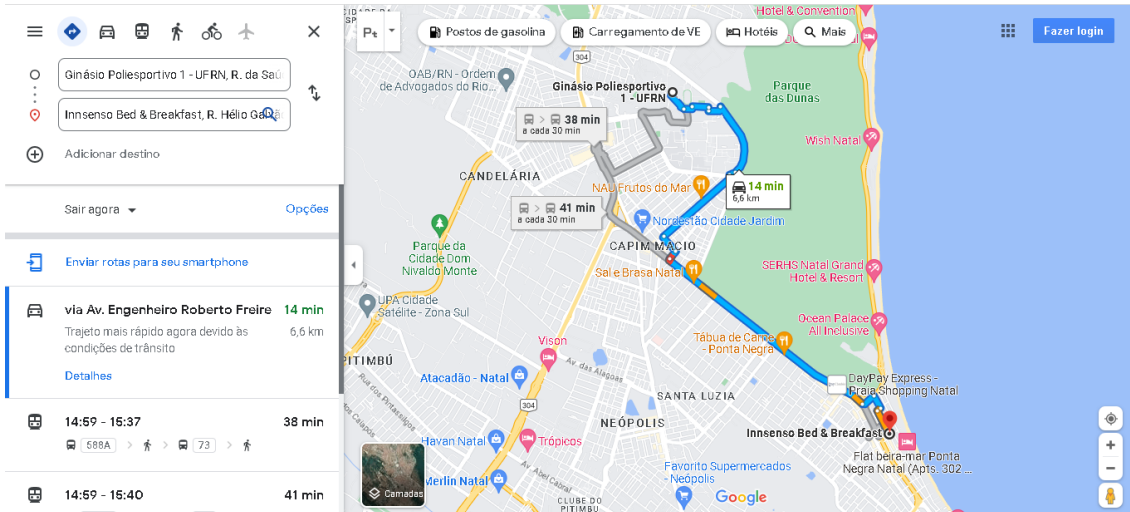 Ginásio Poliesportivo 1 - UFRN, R. da Saú
Innsenso Bed & Breakfast, R. Hélio Galvã
Adicionar destino
Sair agora
Opções
Enviar rotas para seu smartphone
via Av. Engenheiro Roberto Freire 14 min
Trajeto mais rápido agora devido às 6,6 km
condições de trânsito
Detalhes
14:59 - 15:37 38 min
588A > > 73 >
14:59 - 15:40 41 min
Pt
Postos de gasolina
Carregamento de VE
Hotéis
Mais
Fazer login
Hotel & Convention
304
OAB/RN - Ordem
de Advogados do Rio...
Ginásio Poliesportivo
1 - UFRN
Parque
das Dunas
38 min
a cada 30 min
Wish Natal
CANDELÁRIA
NAU Frutos do Mar
14 min
6,6 km
41 min
a cada 30 min
Nordestão Cidade Jardim
Parque da
Cidade Dom
Nivaldo Monte
CAPIM MACIO
Sal e Brasa Natal
SERHS Natal Grand
Hotel & Resort
UPA Cidade
Satélite - Zona Sul
Ocean Palace
All Inclusive
Vison
Tábua de Carne
- Ponta Negra
PITIMBÚ
Av. das Alagoas
Atacadão - Natal
Rua dos Pintassilgos
DayPay Express -
Praia Shopping Natal
SANTA LUZIA
304
NEÓPOLIS
Innsenso Bed & Breakfast
Havan Natal
Trópicos
Flat beira-mar Ponta
Negra Natal (Apts. 302 ...
Av. Abel Cabral
Favorito Supermercados
- Neópolis
Merlin Natal
Camadas
CLUBE DO
PITIMBU
Google